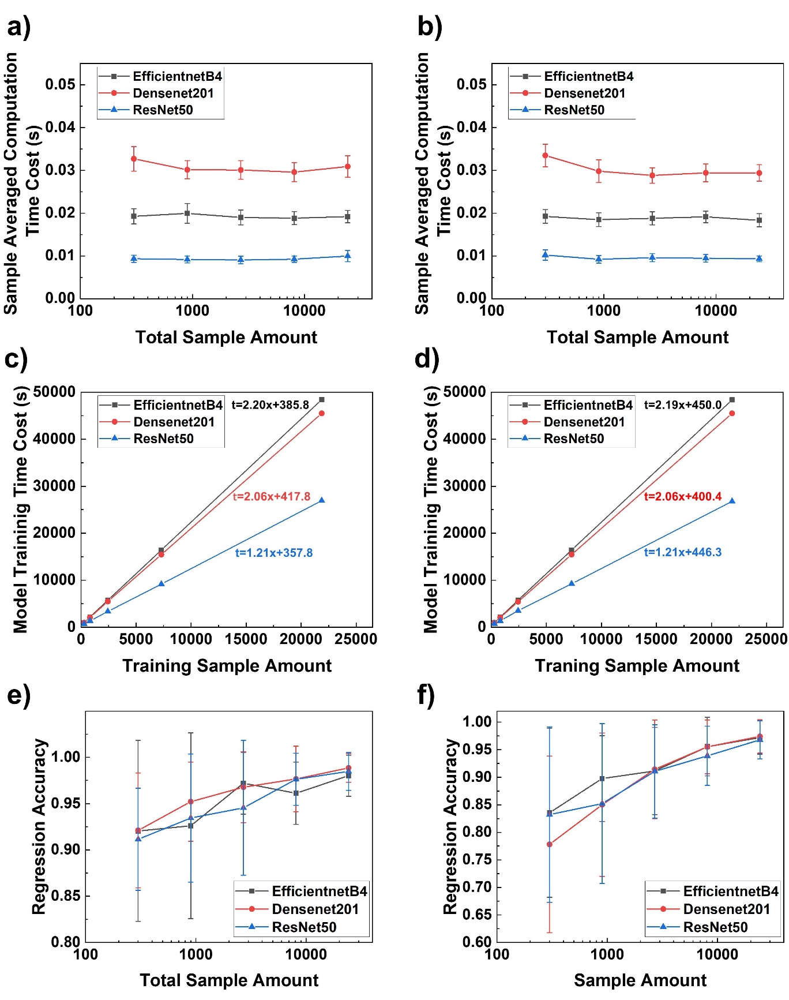 a)
Sample Averaged Computation
Time Cost (s)
0.05
0.04
0.03
0.02
0.01
0.00
EfficientnetB4
Densenet201
ResNet50
100
1000
10000
Total Sample Amount
b)
Sample Averaged Computation
Time Cost (s)
0.05
0.04
0.03
0.02
0.01
0.00
EfficientnetB4
Densenet201
ResNet50
100
1000
10000
Total Sample Amount
c)
Model Traininig Time Cost (s)
50000
40000
30000
20000
10000
0
EfficientnetB4
Densenet201
ResNet50
t=2.20x+385.8
t=2.06x+417.8
t=1.21x+357.8
0
5000
10000
15000
20000
25000
Training Sample Amount
d)
Model Traininig Time Cost (s)
50000
40000
30000
20000
10000
0
EfficientnetB4
Densenet201
ResNet50
t=2.19x+450.0
t=2.06x+400.4
t=1.21x+446.3
0
5000
10000
15000
20000
25000
Traning Sample Amount
e)
Regression Accuracy
1.00
0.95
0.90
0.85
0.80
EfficientnetB4
Densenet201
ResNet50
100
1000
10000
Total Sample Amount
f)
Regression Accuracy
1.00
0.95
0.90
0.85
0.80
0.75
0.70
0.65
0.60
EfficientnetB4
Densenet201
ResNet50
100
1000
10000
Sample Amount